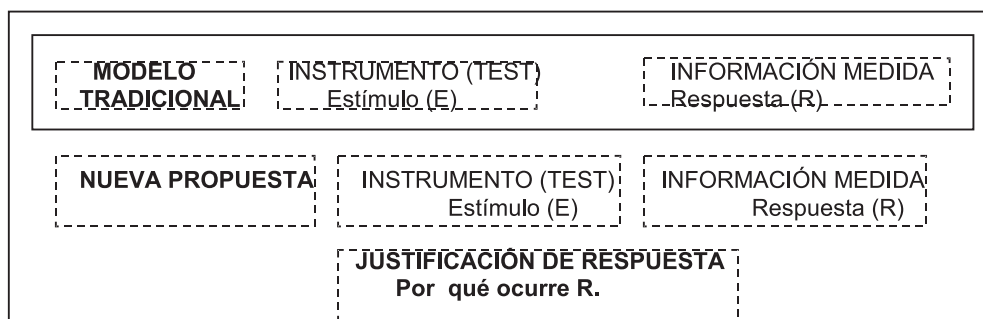 MODELO INSTRUMENTO (TEST) INFORMACIÓN MEDIDA
TRADICIONAL Estímulo (E) Respuesta (R)
NUEVA PROPUESTA INSTRUMENTO (TEST) INFORMACIÓN MEDIDA
Estímulo (E) Respuesta (R)
JUSTIFICACIÓN DE RESPUESTA
Por qué ocurre R.